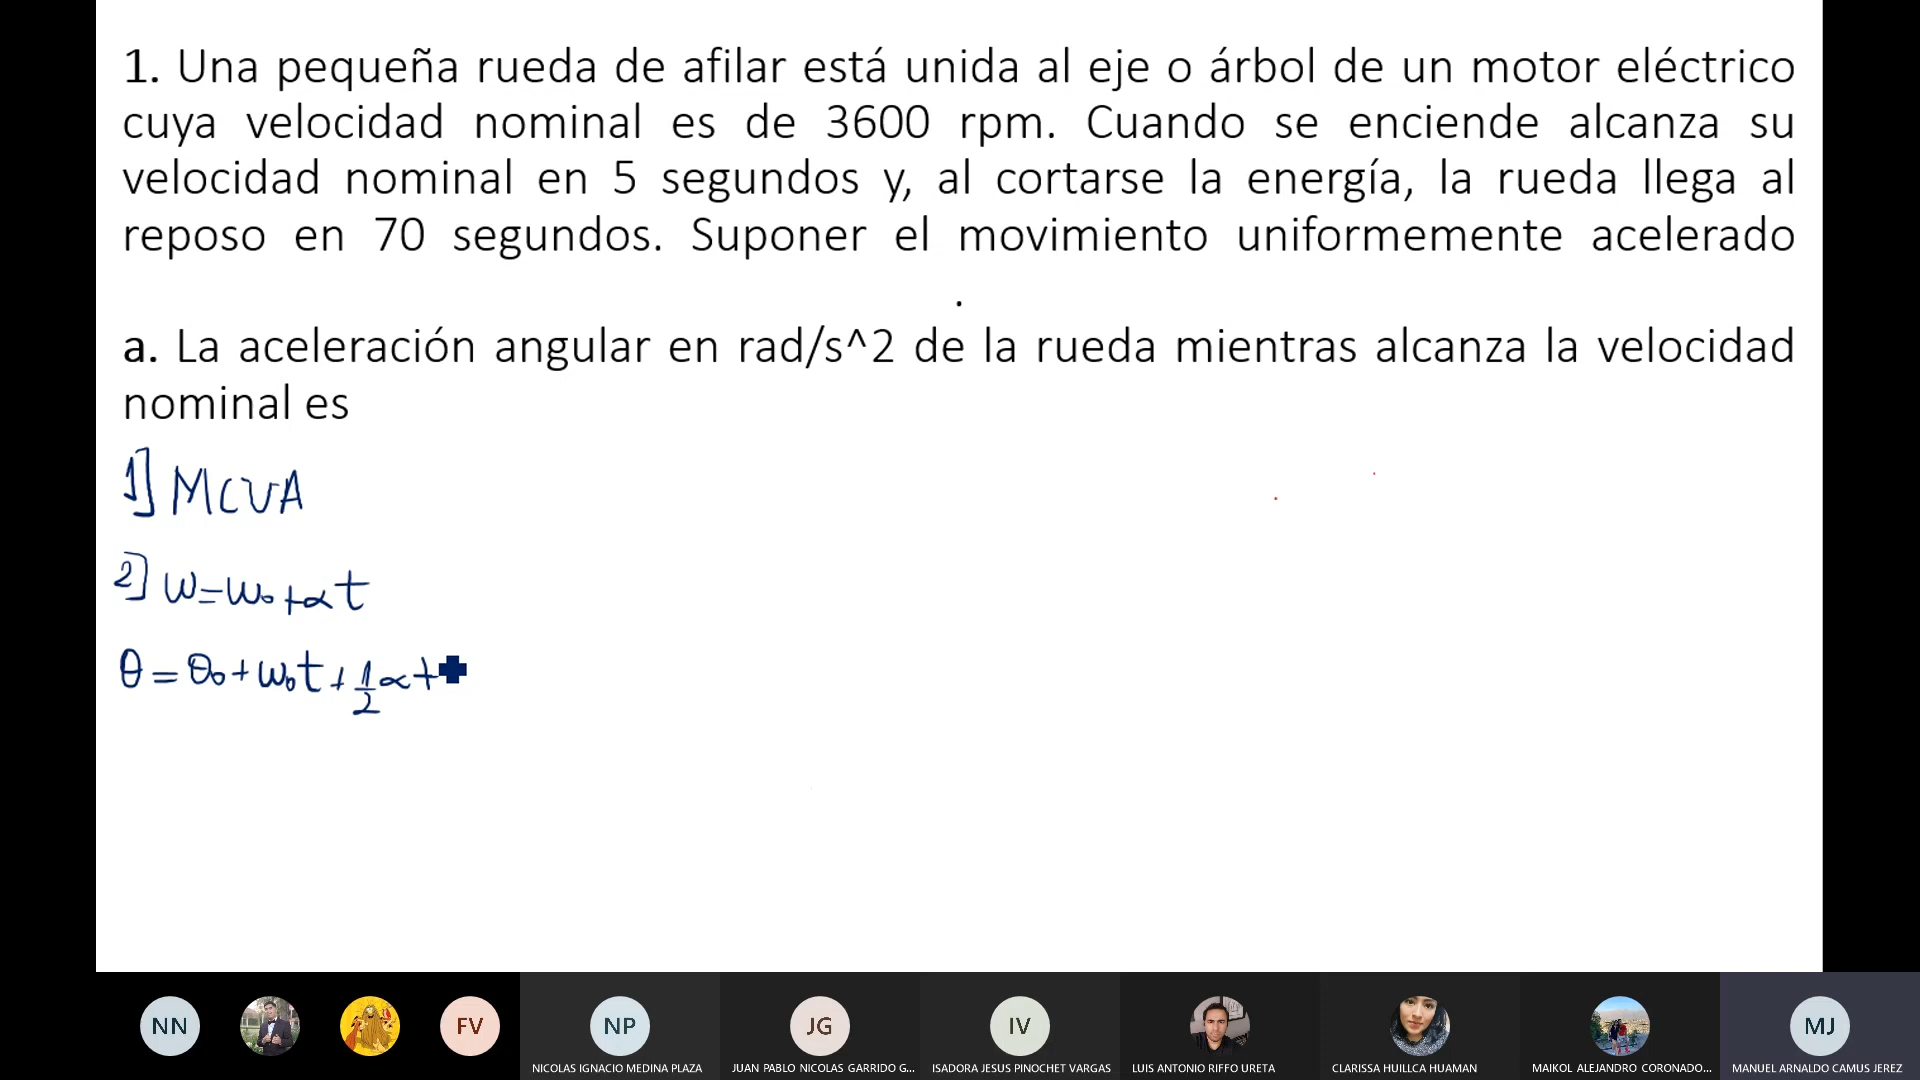 1. Una pequeña rueda de afilar está unida al eje o árbol de un motor eléctrico
cuya velocidad nominal es de 3600 rpm. Cuando se enciende alcanza su
velocidad nominal en 5 segundos y, al cortarse la energía, la rueda llega al
reposo en 70 segundos. Suponer el movimiento uniformemente acelerado
.
a. La aceleración angular en rad/s^2 de la rueda mientras alcanza la velocidad
nominal es
1] MCUA
2] ω=ω₀+αt
θ=θ₀+ω₀t+1/2αt
NN FV NP JG IV MJ
NICOLAS IGNACIO MEDINA PLAZA JUAN PABLO NICOLAS GARRIDO G... ISADORA JESUS PINOCHET VARGAS LUIS ANTONIO RIFFO URETA CLARISSA HUILLCA HUAMAN MAIKOL ALEJANDRO CORONADO... MANUEL ARNALDO CAMUS JEREZ